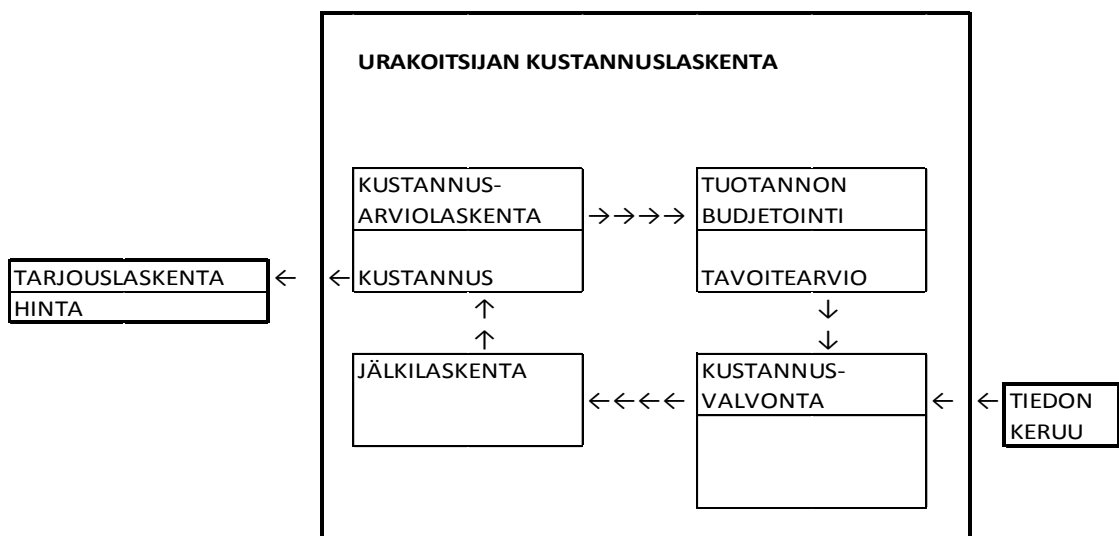 URAKOITSIJAN KUSTANNUSLASKENTA
KUSTANNUS-
ARVIOLASKENTA
KUSTANNUS
→→→→
TUOTANNON
BUDJETOINTI
TAVOITEARVIO
TARJOUSLASKENTA
HINTA
← ←
↑
↑
↓
↓
JÄLKILASKENTA
←←←←
KUSTANNUS-
VALVONTA
← ←
TIEDON
KERUU